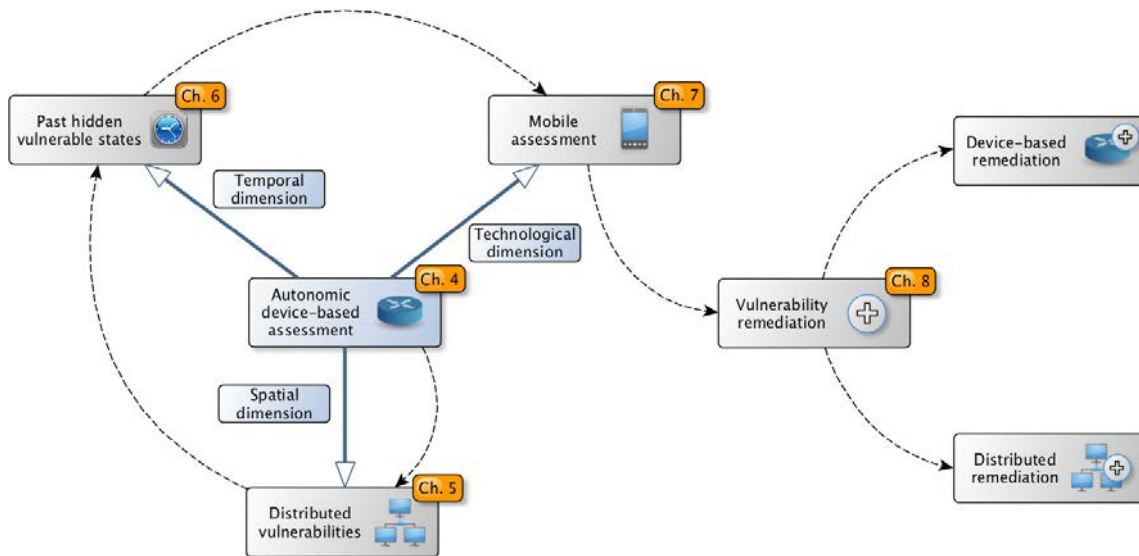 Ch. 6
Past hidden
vulnerable states
Ch. 7
Mobile
assessment
Device-based
remediation
Temporal
dimension
Technological
dimension
Ch. 4
Autonomic
device-based
assessment
Ch. 8
Vulnerability
remediation
Spatial
dimension
Ch. 5
Distributed
vulnerabilities
Distributed
remediation